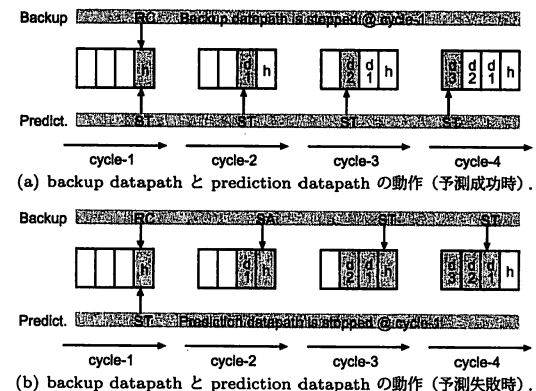 Backup RC Backup datapath is stopped @ cycle-1
h d1 h d2 d1 h d3 d2 d1 h
Predict. ST ST ST ST
cycle-1 cycle-2 cycle-3 cycle-4
(a) backup datapath と prediction datapath の動作（予測成功時）.
Backup RC SA ST ST
h d1 h d2 d1 h d3 d2 d1 h
Predict. ST Prediction datapath is stopped @ cycle-1
cycle-1 cycle-2 cycle-3 cycle-4
(b) backup datapath と prediction datapath の動作（予測失敗時）.